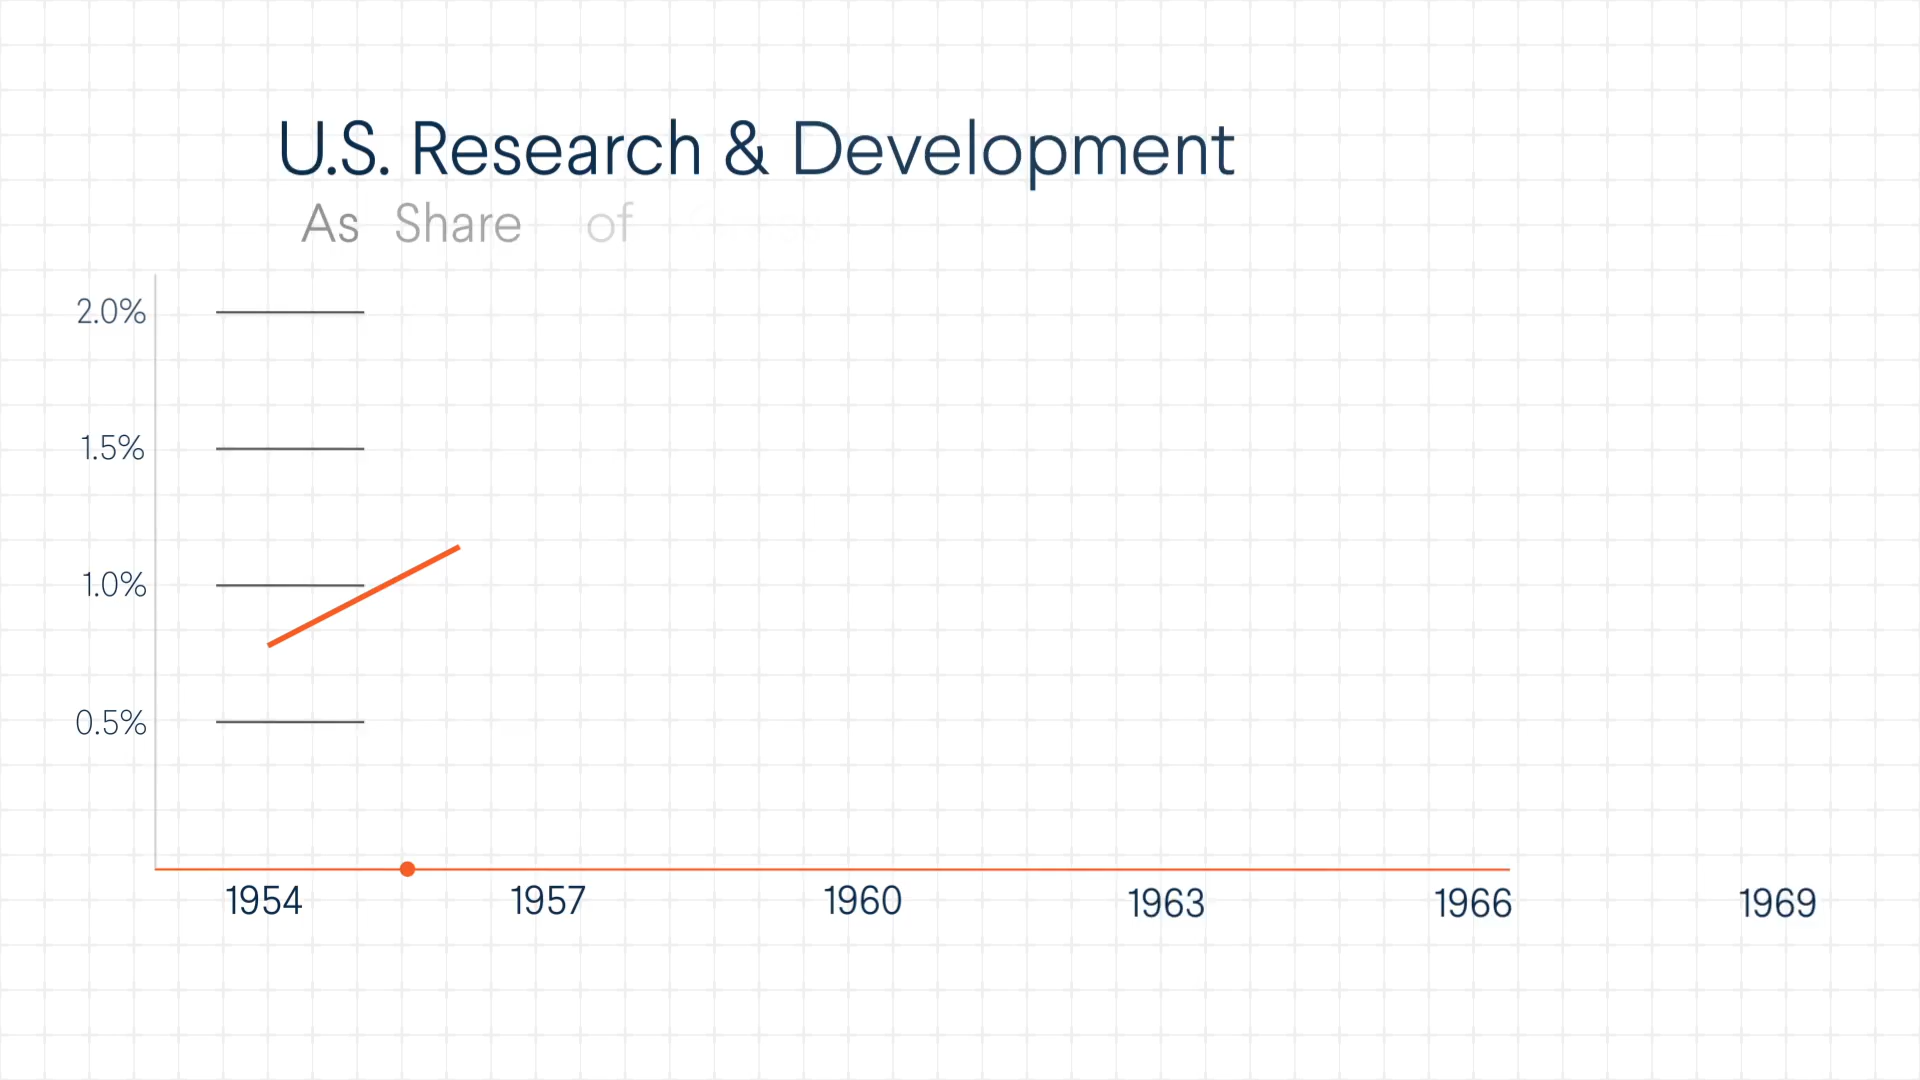 U.S. Research & Development
As Share of
2.0%
1.5%
1.0%
0.5%
1954 1957 1960 1963 1966 1969